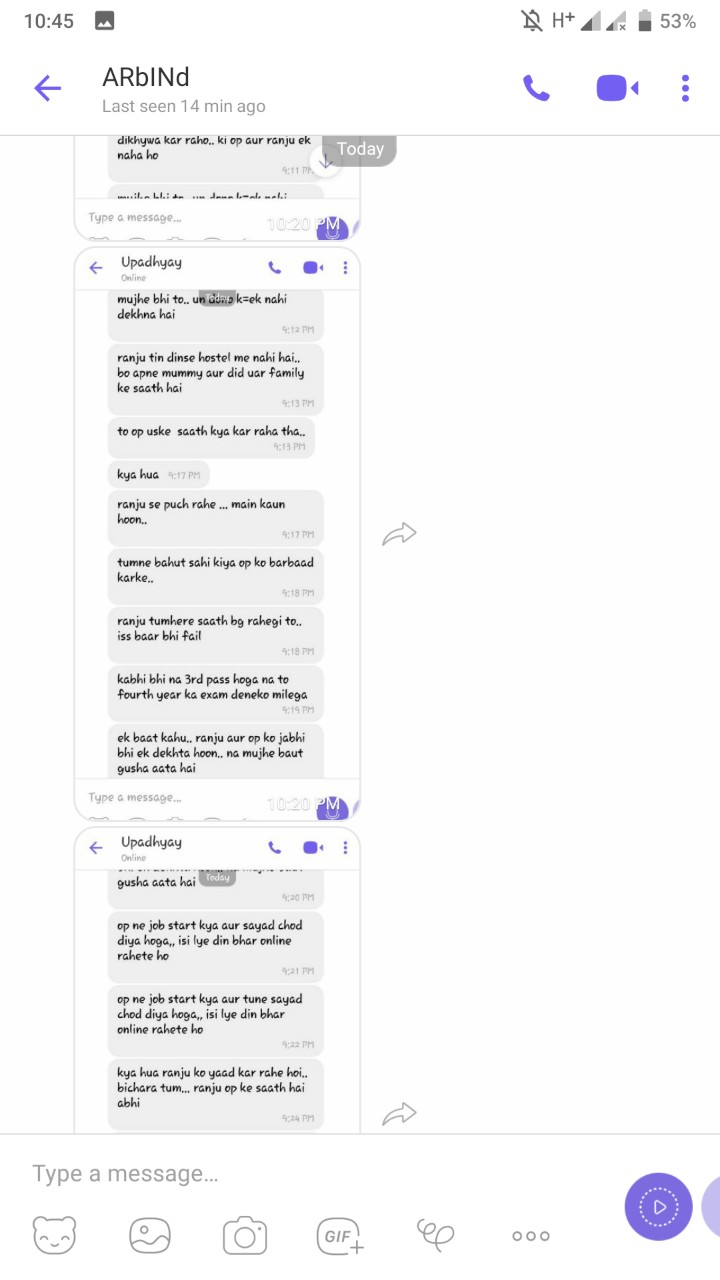 10:45
H+
53%
ARbINd
Last seen 14 min ago
Today
dikhywa kar raho.. ki op aur ranju ek
naha ho
9:11 PM
Type a message...
10:20 PM
Upadhyay
Online
Today
mujhe bhi to.. un dono k=ek nahi
dekhna hai
9:12 PM
ranju tin dinse hostel me nahi hai..
bo apne mummy aur did uar family
ke saath hai
9:13 PM
to op uske saath kya kar raha tha..
9:13 PM
kya hua 9:17 PM
ranju se puch rahe ... main kaun
hoon..
9:17 PM
tumne bahut sahi kiya op ko barbaad
karke..
9:18 PM
ranju tumhere saath bg rahegi to..
iss baar bhi fail
9:18 PM
kabhi bhi na 3rd pass hoga na to
fourth year ka exam deneko milega
9:19 PM
ek baat kahu.. ranju aur op ko jabhi
bhi ek dekhta hoon.. na mujhe baut
gusha aata hai
Type a message...
10:20 PM
Upadhyay
Online
Today
gusha aata hai
9:20 PM
op ne job start kya aur sayad chod
diya hoga,, isi lye din bhar online
rahete ho
9:21 PM
op ne job start kya aur tune sayad
chod diya hoga,, isi lye din bhar
online rahete ho
9:22 PM
kya hua ranju ko yaad kar rahe hoi..
bichara tum... ranju op ke saath hai
abhi
9:24 PM
Type a message...
GIF